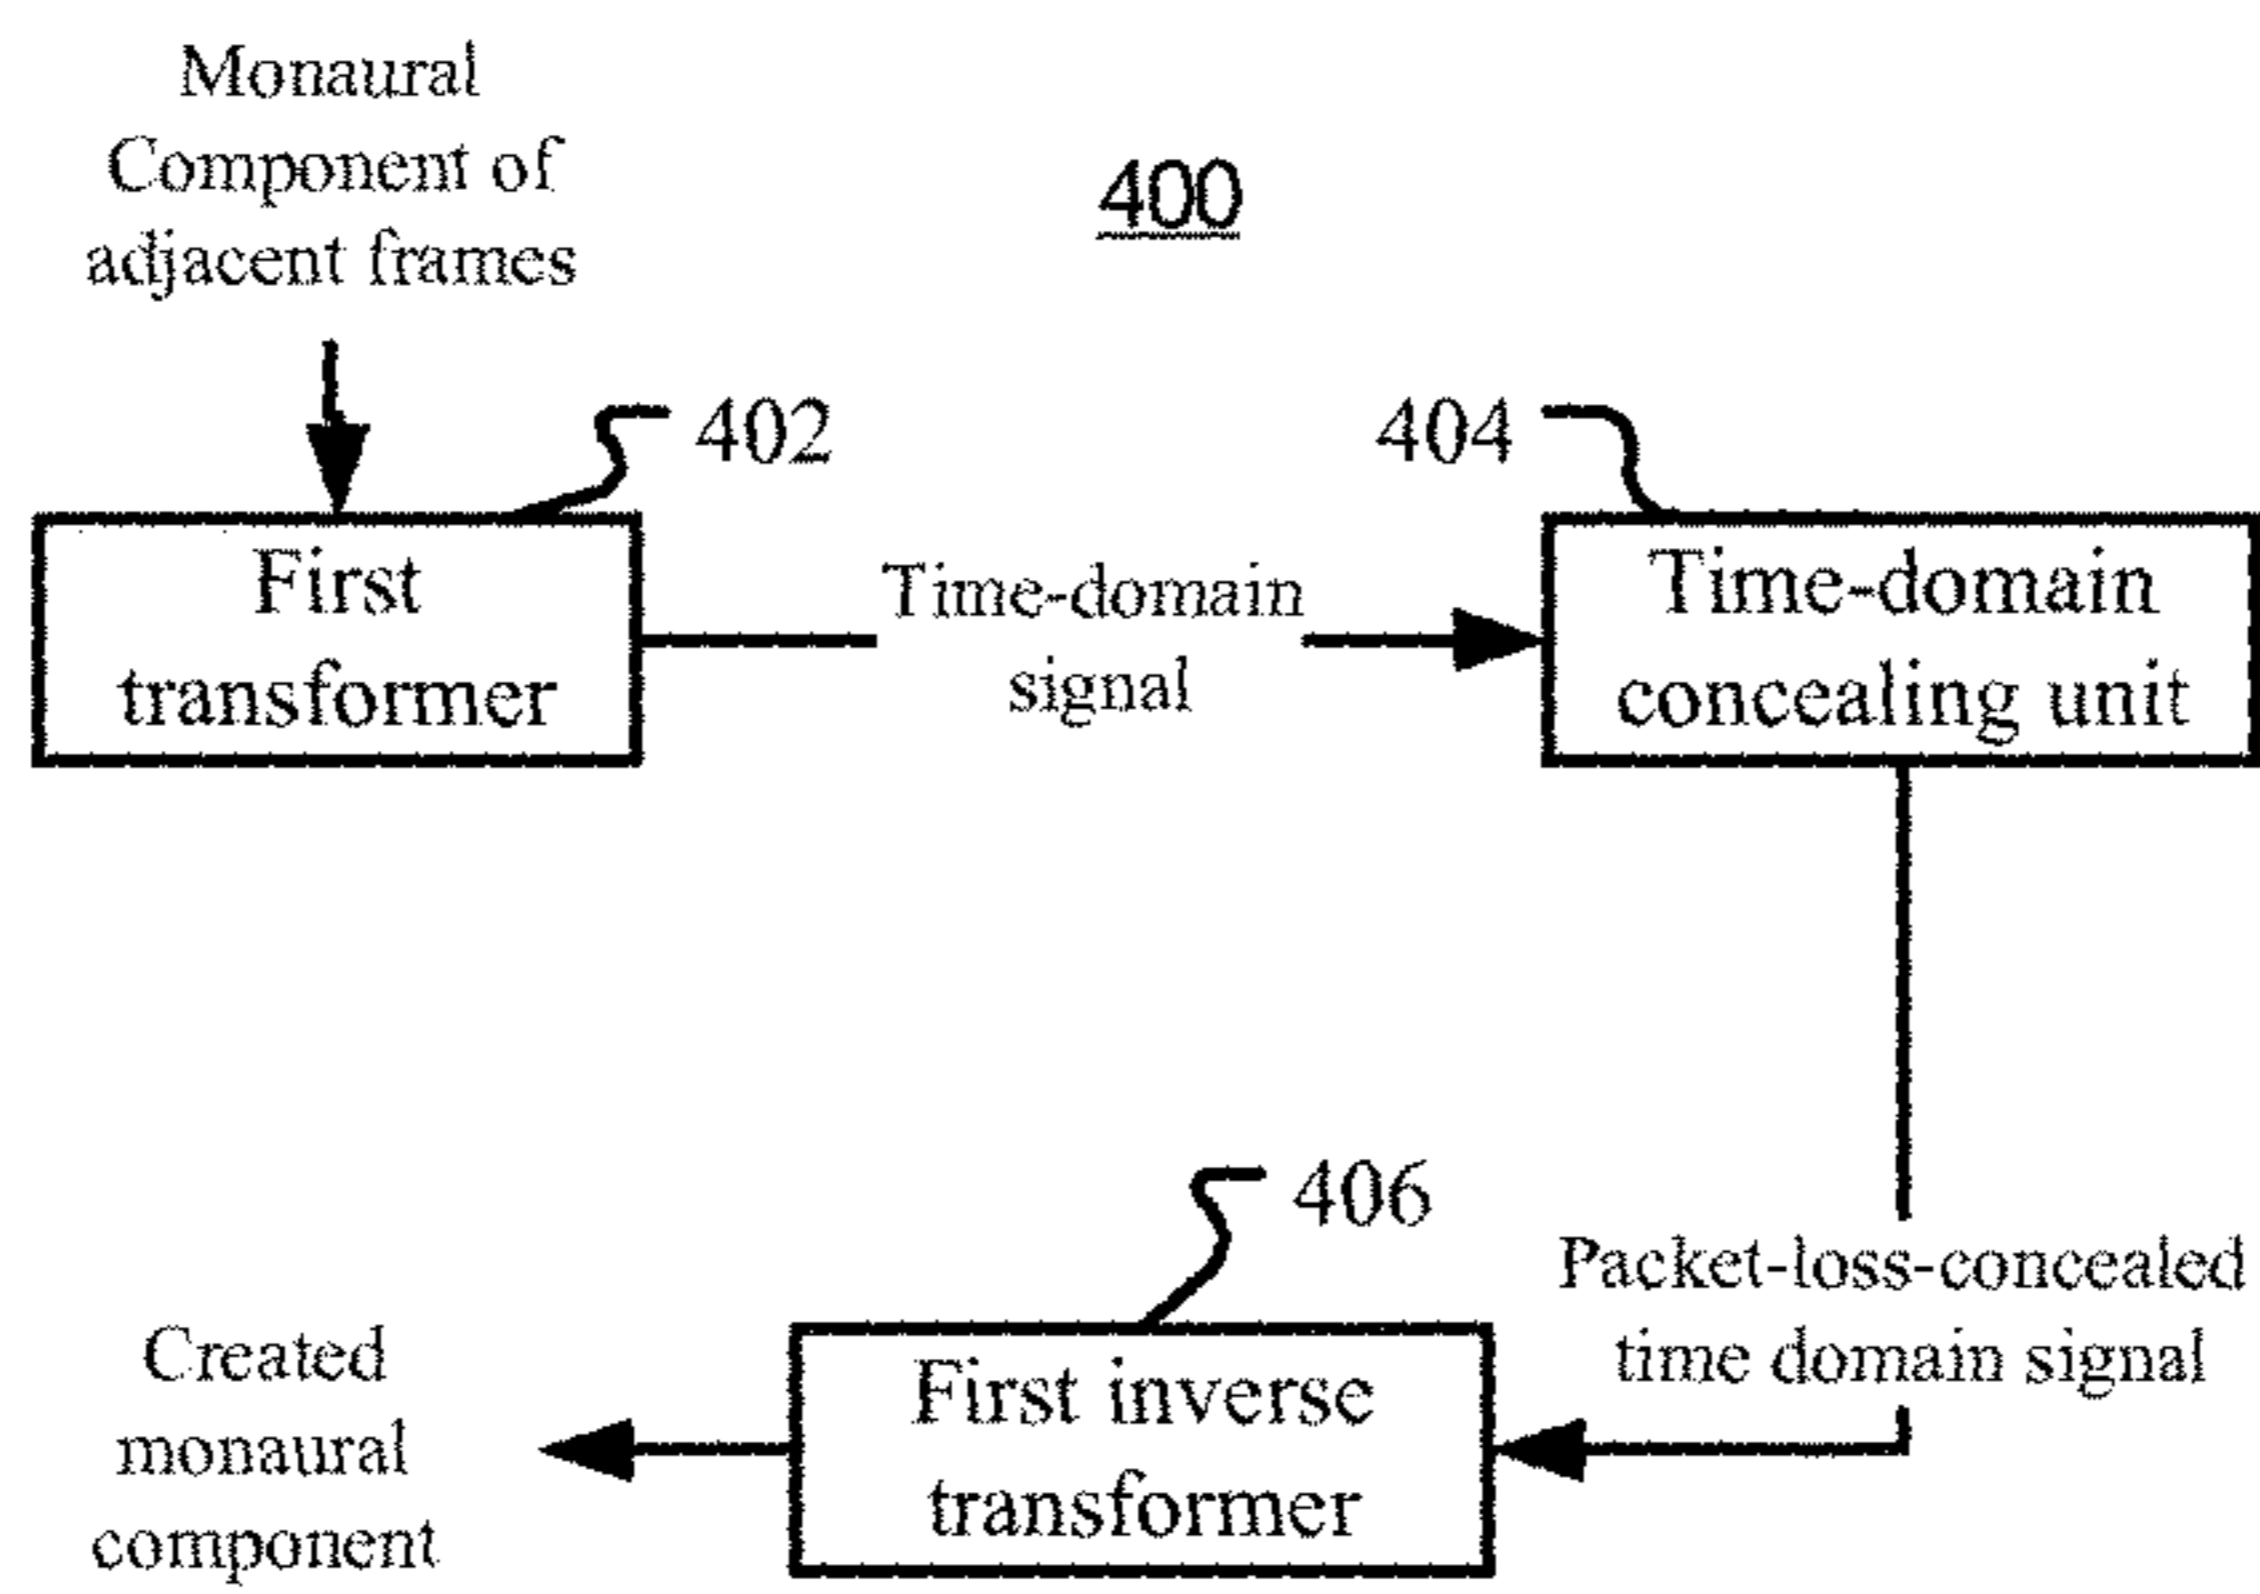 Monaural
Component of
adjacent frames
400
402
404
First
transformer
Time-domain
signal
Time-domain
concealing unit
406
Packet-loss-concealed
time domain signal
First inverse
transformer
Created
monaural
component